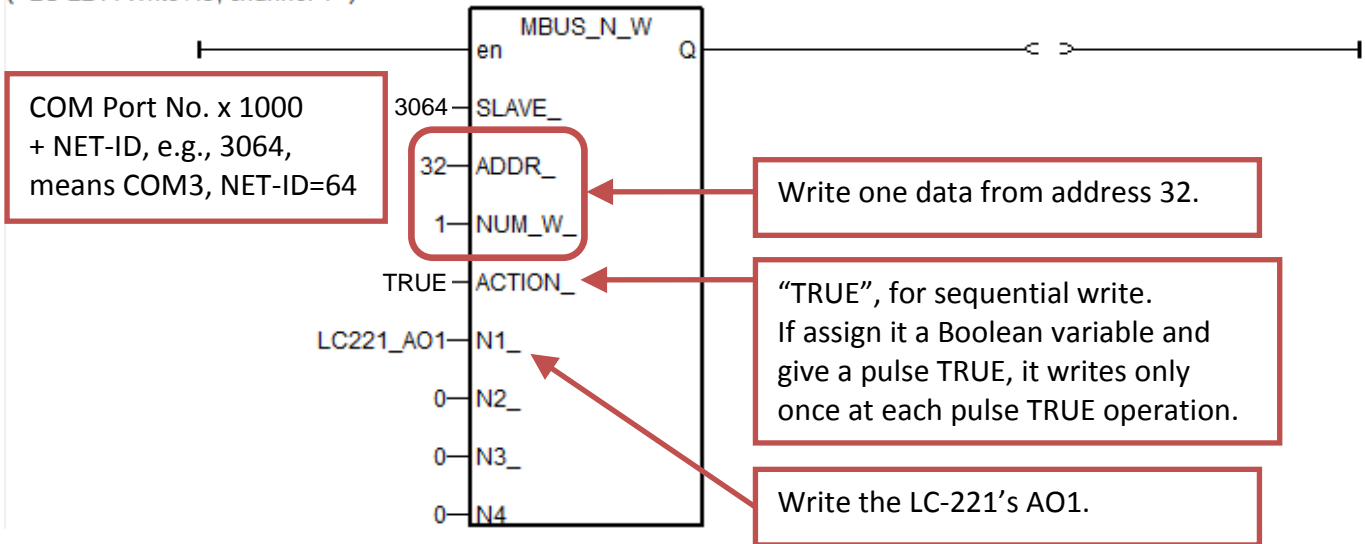 MBUS_N_W
en Q
COM Port No. x 1000
+ NET-ID, e.g., 3064,
means COM3, NET-ID=64
3064 SLAVE_
32 ADDR_
1 NUM_W_
Write one data from address 32.
TRUE ACTION_
“TRUE”, for sequential write.
If assign it a Boolean variable and
give a pulse TRUE, it writes only
once at each pulse TRUE operation.
LC221_AO1 N1_
0 N2_
0 N3_
0 N4
Write the LC-221's AO1.